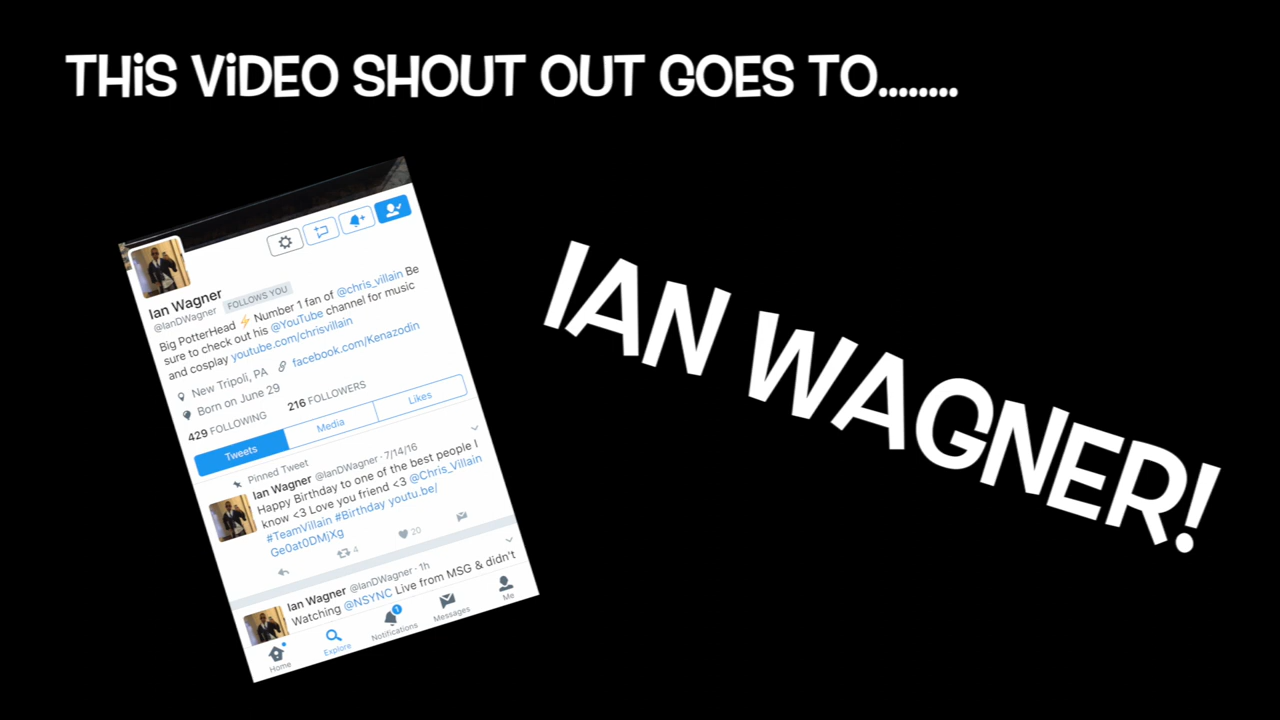 THiS ViDEO SHOUT OUT GOES TO........
IAN WAGNER!
Ian Wagner
@IanDWagner FOLLOWS YOU
Big PotterHead ⚡ Number 1 fan of @chris_villain Be
sure to check out his @YouTube channel for music
and cosplay youtube.com/chrisvillain
New Tripoli, PA facebook.com/Kenazodin
Born on June 29
429 FOLLOWING 216 FOLLOWERS
Tweets Media Likes
Pinned Tweet
Ian Wagner @IanDWagner · 7/14/16
Happy Birthday to one of the best people I
know <3 Love you friend <3 @Chris_Villain
#TeamVillain #Birthday youtu.be/
Ge0at0DMjXg
4 20
Ian Wagner @IanDWagner · 1h
Watching @NSYNC Live from MSG & didn't
1
Home Explore Notifications Messages Me